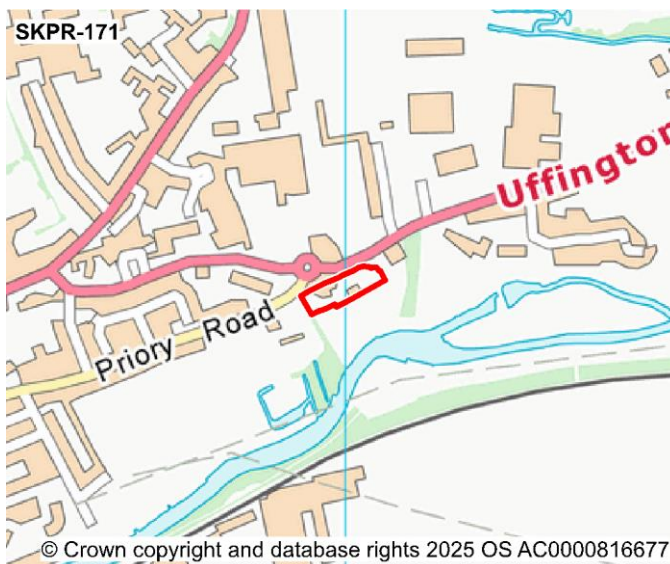 SKPR-171
Uffington
Priory Road
© Crown copyright and database rights 2025 OS AC0000816677